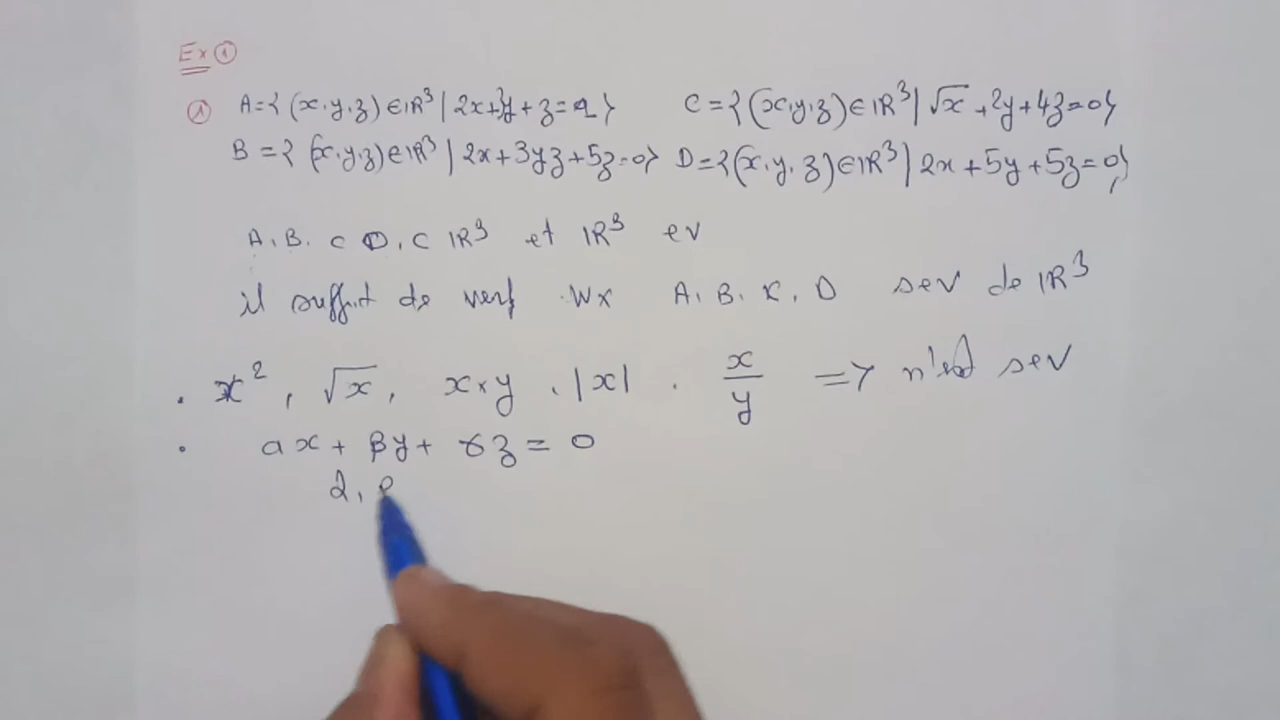 Ex ①
① A = { (x, y, z) ∈ ℝ³ | 2x + 3y + z = 1 } C = { (x, y, z) ∈ ℝ³ | √x + 2y + 4z = 0 }
B = { (x, y, z) ∈ ℝ³ | 2x + 3yz + 5z = 0 } D = { (x, y, z) ∈ ℝ³ | 2x + 5y + 5z = 0 },
A, B, C D, ⊂ ℝ³ et ℝ³ ev
il suffit de verf A, B, C, D sev de ℝ³
• x², √x, x × y, |x|, x/y => n'est sev
• αx + βy + γz = 0
α, β